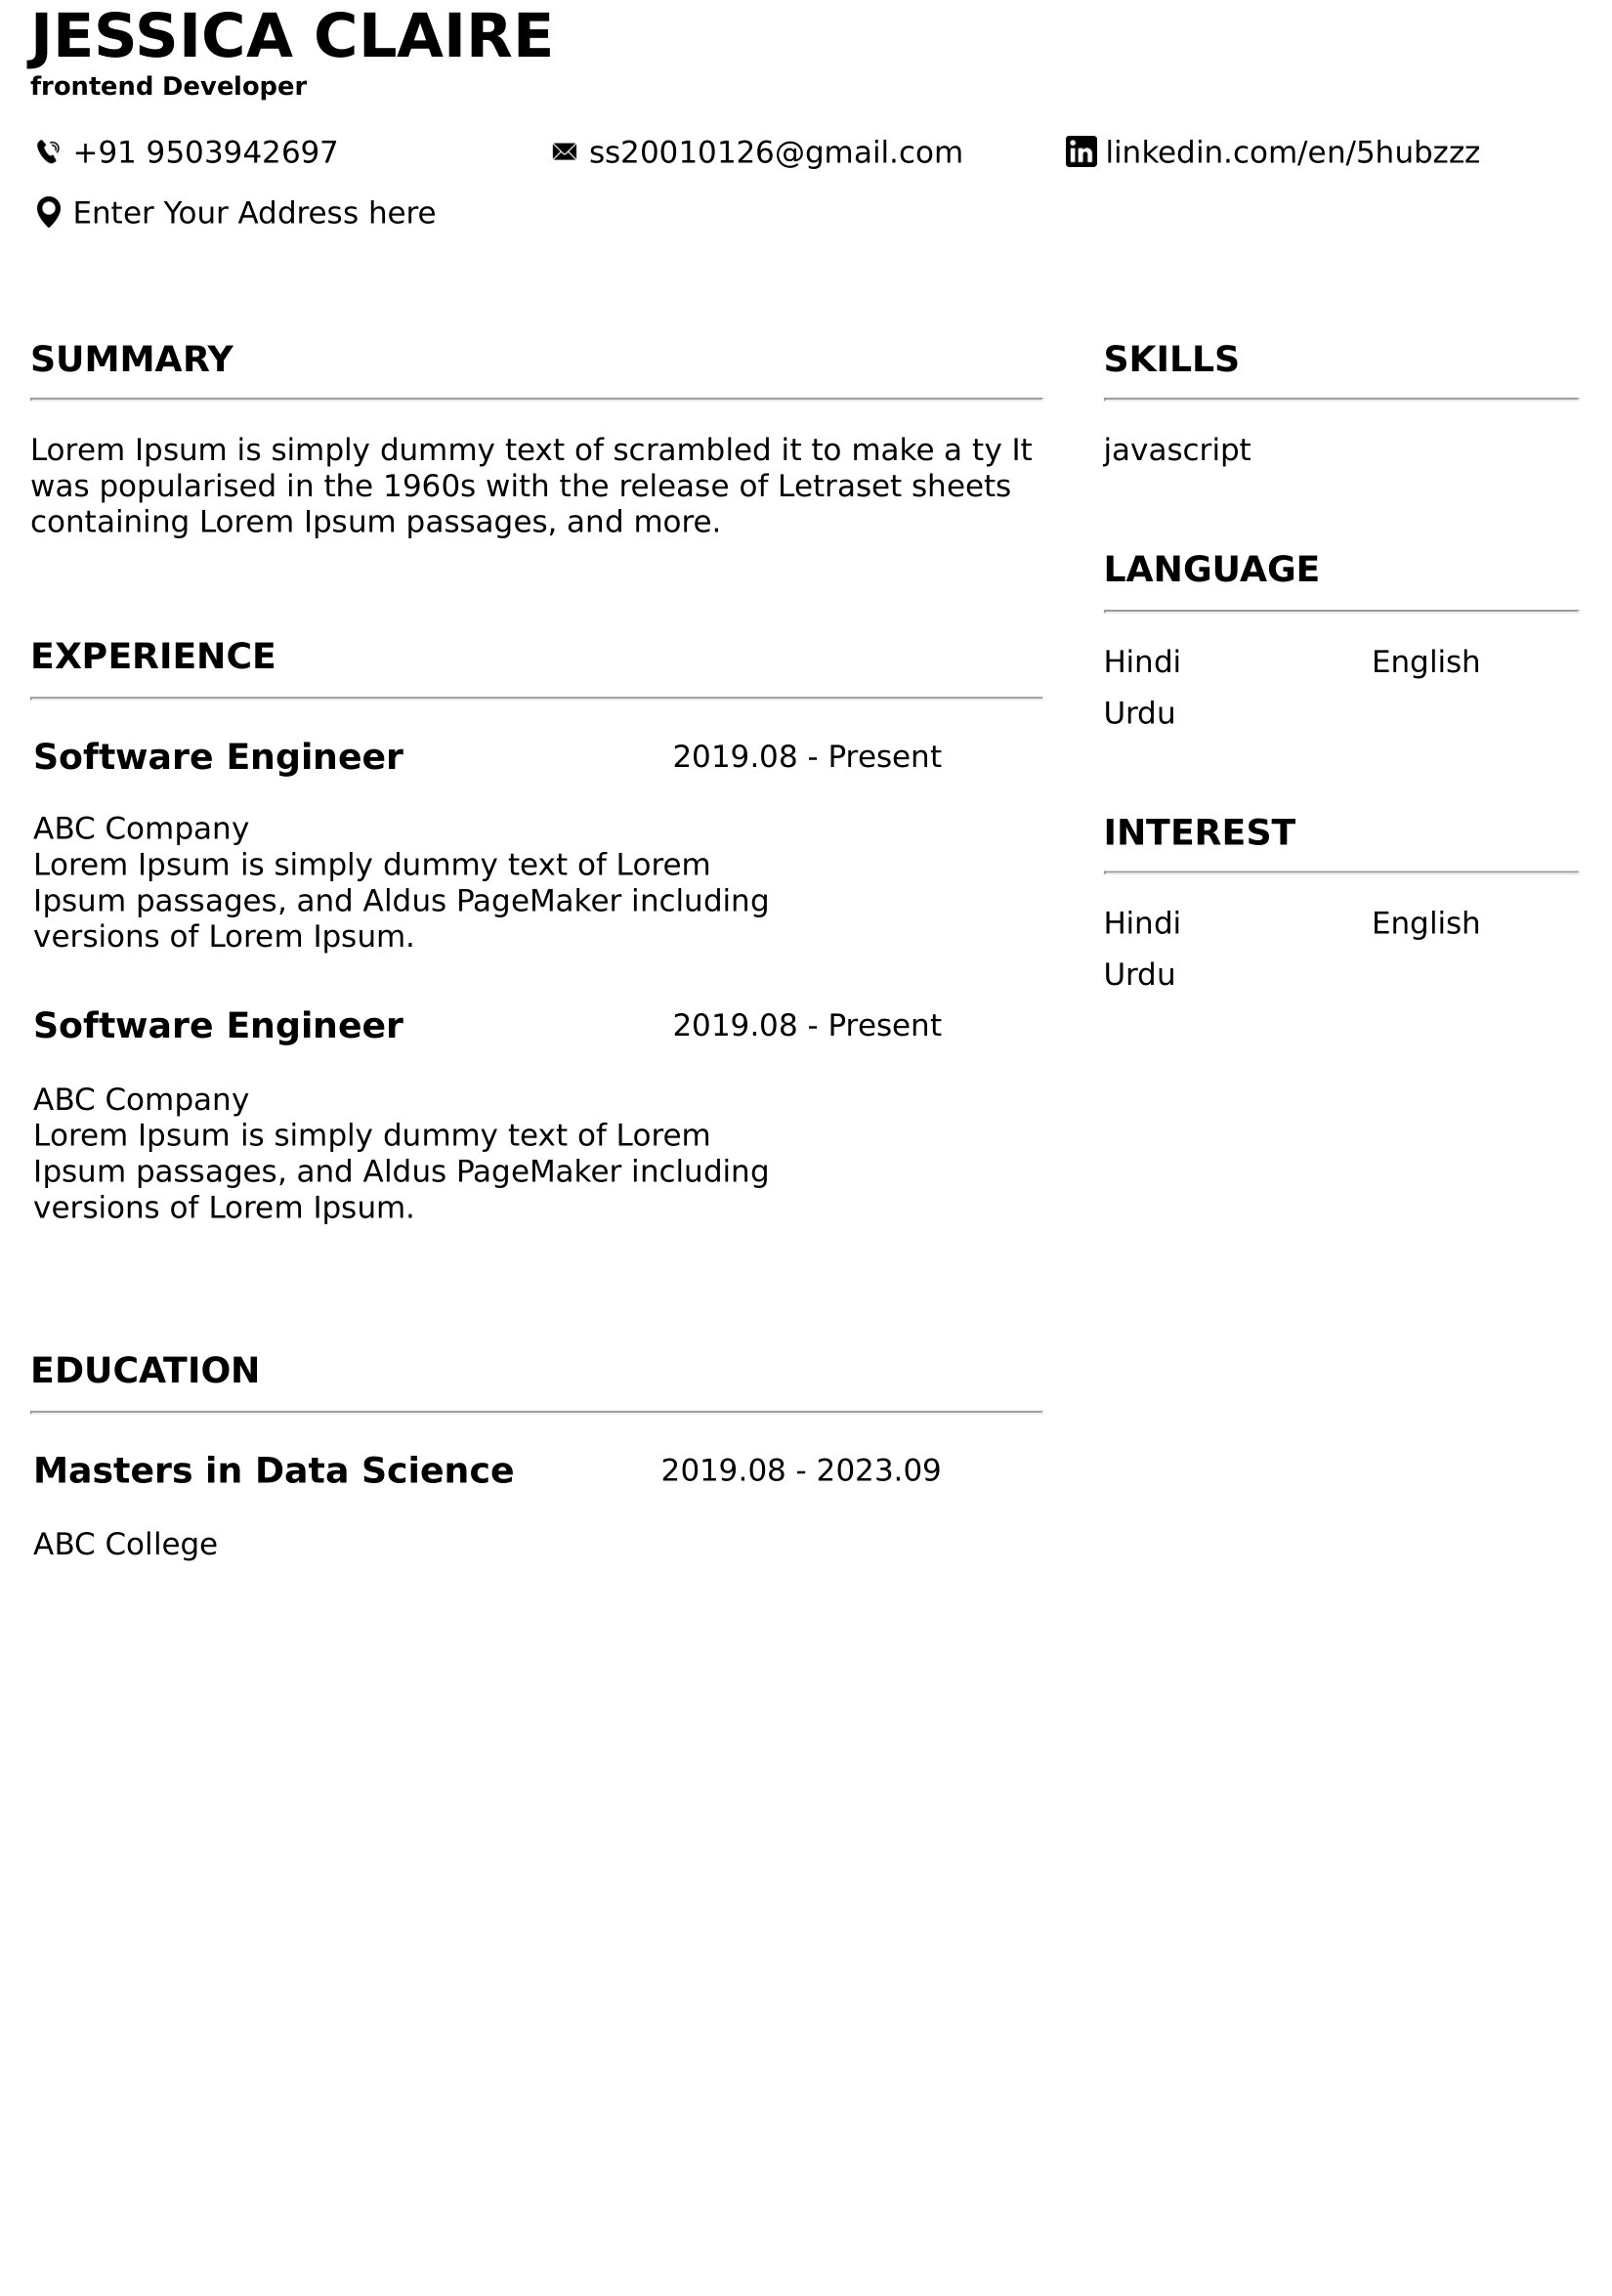 JESSICA CLAIRE
frontend Developer
+91 9503942697
ss20010126@gmail.com
linkedin.com/en/5hubzzz
Enter Your Address here
SUMMARY
Lorem Ipsum is simply dummy text of scrambled it to make a ty It
was popularised in the 1960s with the release of Letraset sheets
containing Lorem Ipsum passages, and more.
EXPERIENCE
Software Engineer
2019.08 - Present
ABC Company
Lorem Ipsum is simply dummy text of Lorem
Ipsum passages, and Aldus PageMaker including
versions of Lorem Ipsum.
Software Engineer
2019.08 - Present
ABC Company
Lorem Ipsum is simply dummy text of Lorem
Ipsum passages, and Aldus PageMaker including
versions of Lorem Ipsum.
EDUCATION
Masters in Data Science
2019.08 - 2023.09
ABC College
SKILLS
javascript
LANGUAGE
Hindi
English
Urdu
INTEREST
Hindi
English
Urdu